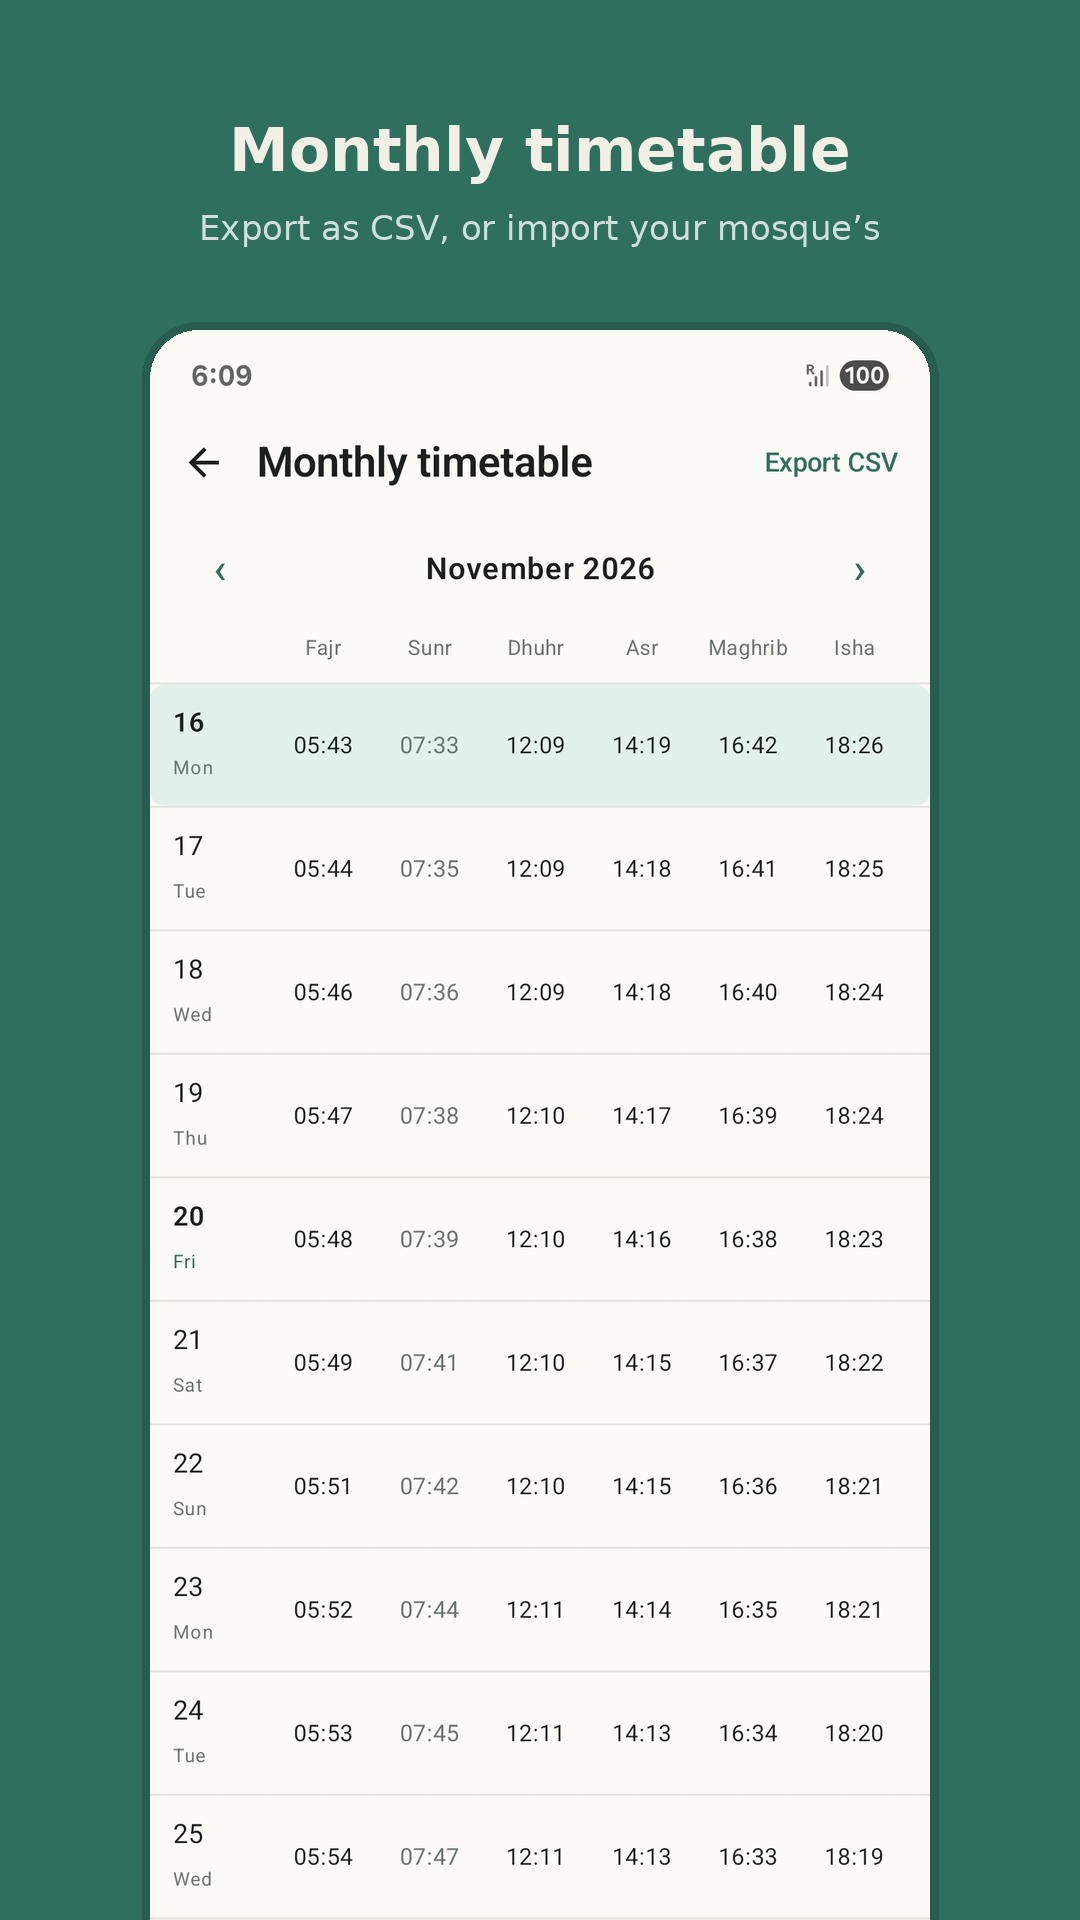 Monthly timetable
Export as CSV, or import your mosque’s
6:09 R 100
Monthly timetable Export CSV
‹ November 2026 ›
Fajr Sunr Dhuhr Asr Maghrib Isha
16
Mon 05:43 07:33 12:09 14:19 16:42 18:26
17
Tue 05:44 07:35 12:09 14:18 16:41 18:25
18
Wed 05:46 07:36 12:09 14:18 16:40 18:24
19
Thu 05:47 07:38 12:10 14:17 16:39 18:24
20
Fri 05:48 07:39 12:10 14:16 16:38 18:23
21
Sat 05:49 07:41 12:10 14:15 16:37 18:22
22
Sun 05:51 07:42 12:10 14:15 16:36 18:21
23
Mon 05:52 07:44 12:11 14:14 16:35 18:21
24
Tue 05:53 07:45 12:11 14:13 16:34 18:20
25
Wed 05:54 07:47 12:11 14:13 16:33 18:19